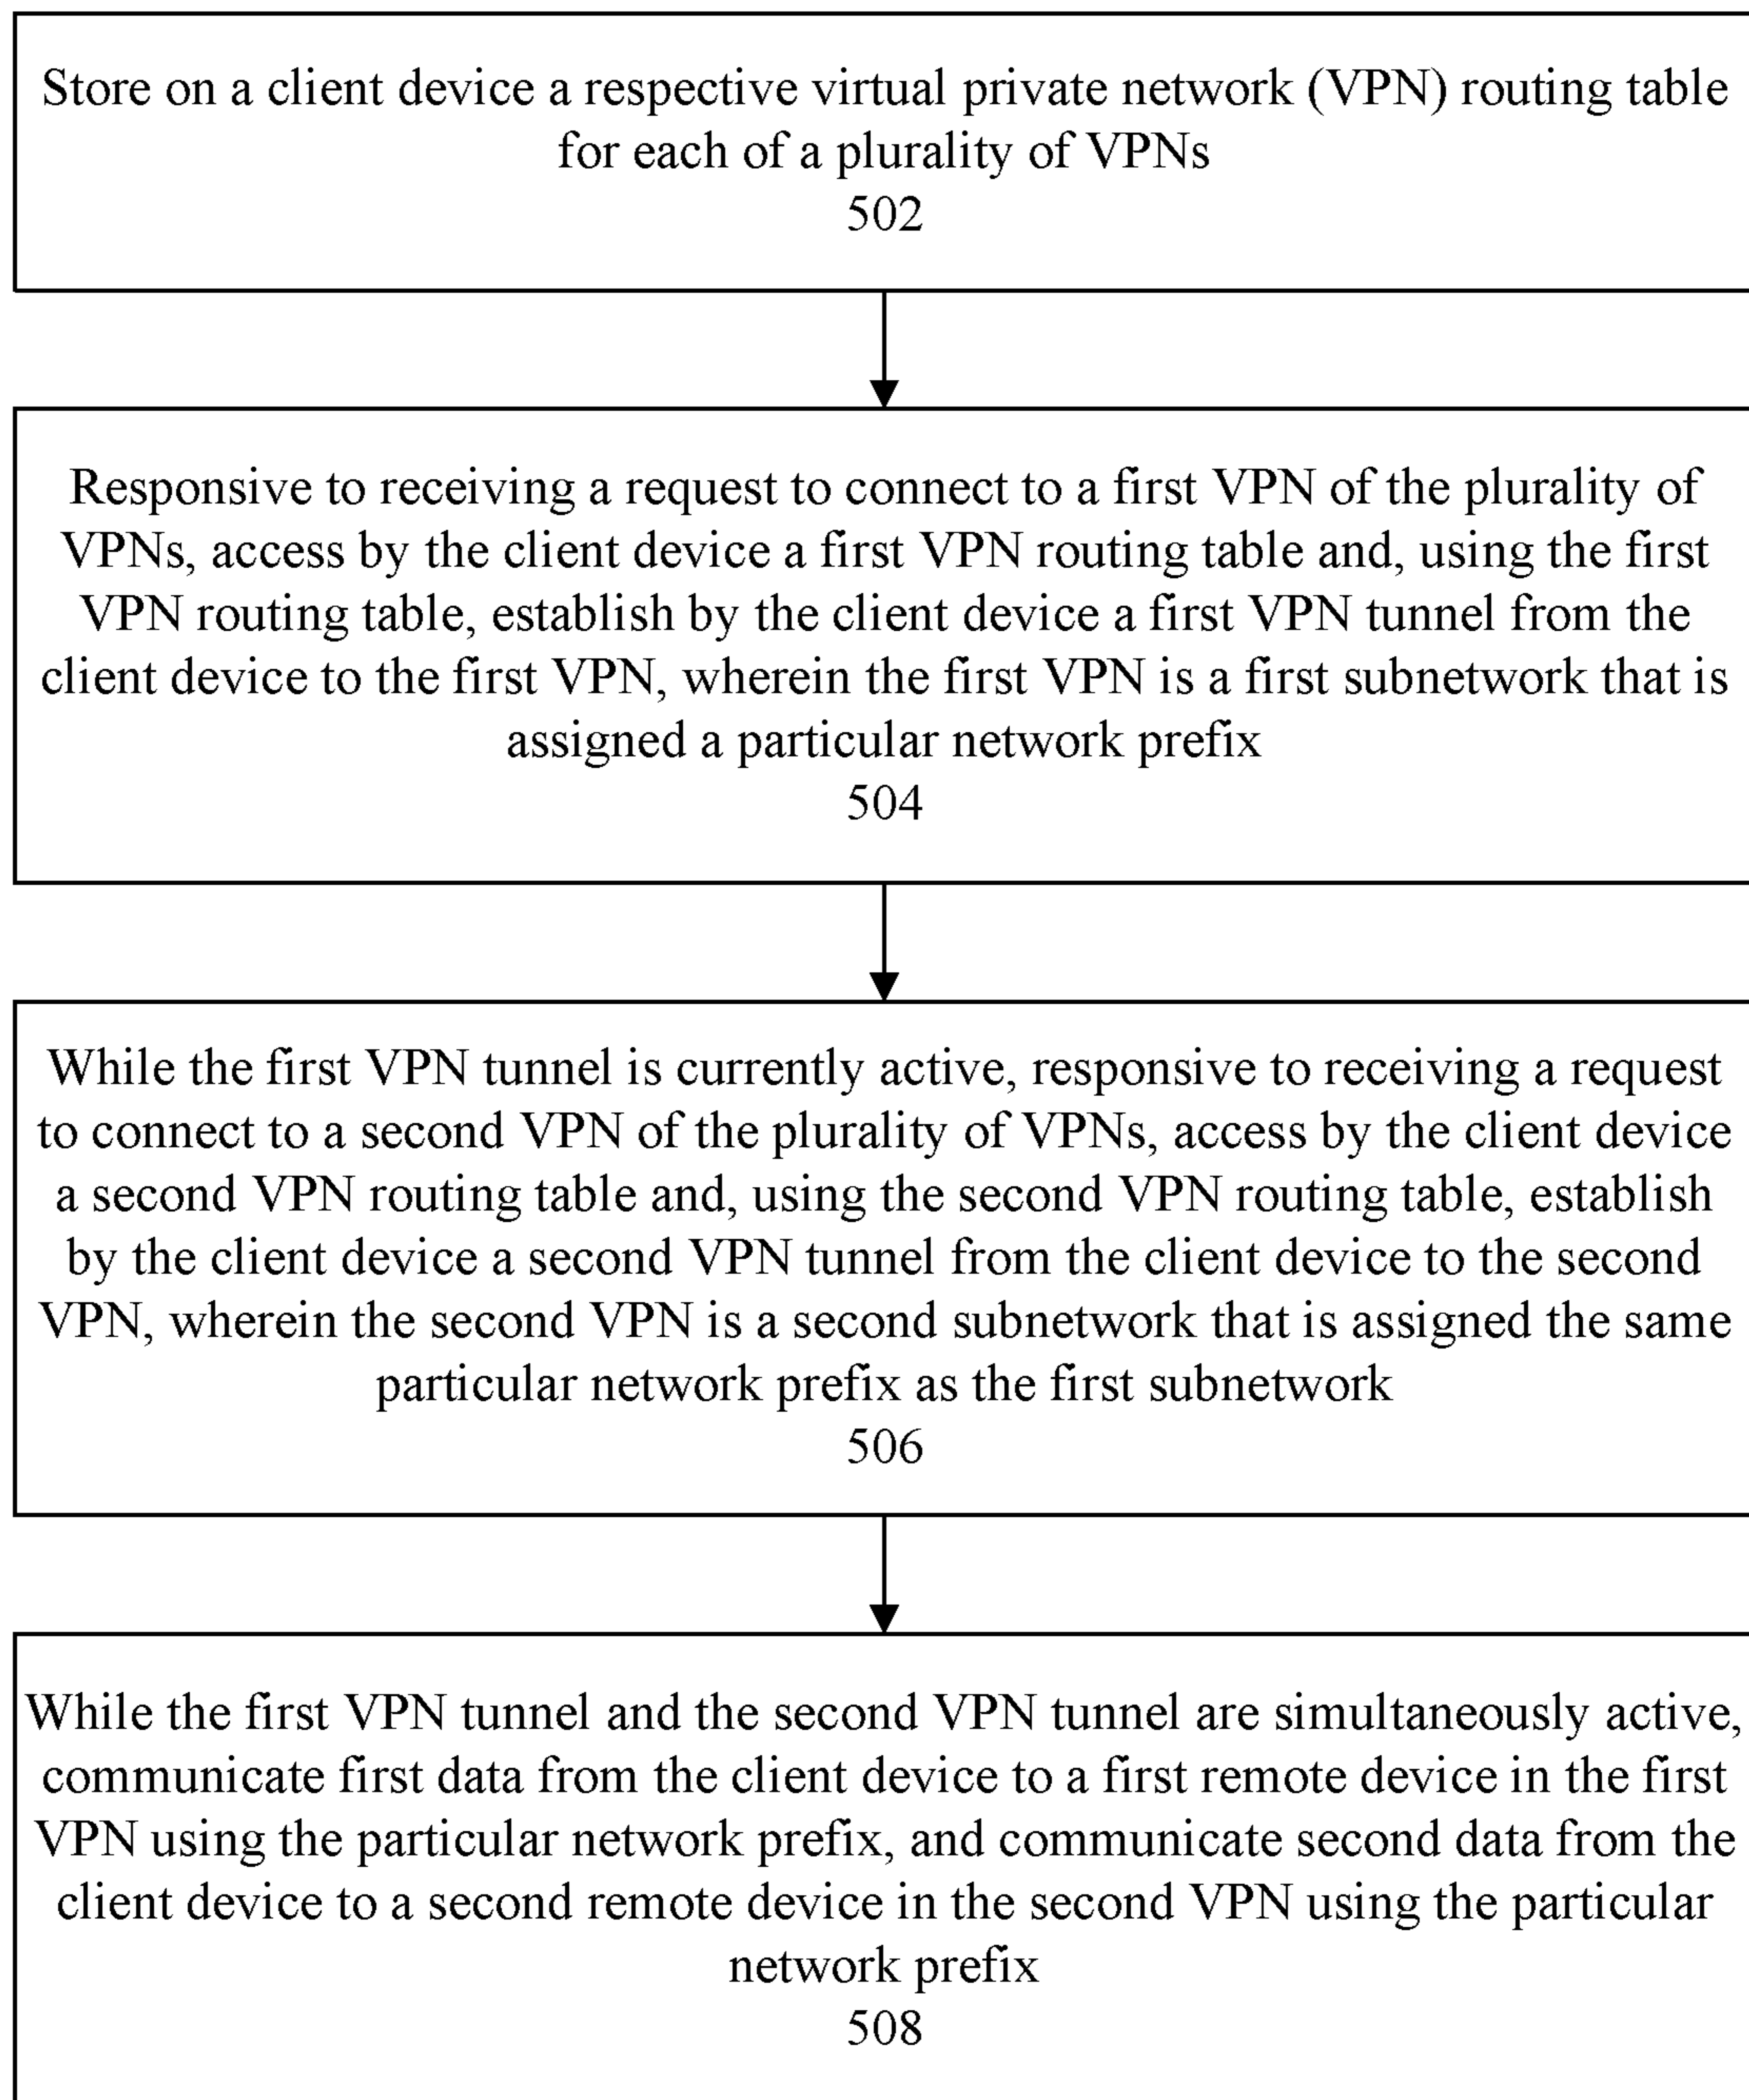 Store on a client device a respective virtual private network (VPN) routing table
for each of a plurality of VPNs
502
Responsive to receiving a request to connect to a first VPN of the plurality of
VPNs, access by the client device a first VPN routing table and, using the first
VPN routing table, establish by the client device a first VPN tunnel from the
client device to the first VPN, wherein the first VPN is a first subnetwork that is
assigned a particular network prefix
504
While the first VPN tunnel is currently active, responsive to receiving a request
to connect to a second VPN of the plurality of VPNs, access by the client device
a second VPN routing table and, using the second VPN routing table, establish
by the client device a second VPN tunnel from the client device to the second
VPN, wherein the second VPN is a second subnetwork that is assigned the same
particular network prefix as the first subnetwork
506
While the first VPN tunnel and the second VPN tunnel are simultaneously active,
communicate first data from the client device to a first remote device in the first
VPN using the particular network prefix, and communicate second data from the
client device to a second remote device in the second VPN using the particular
network prefix
508